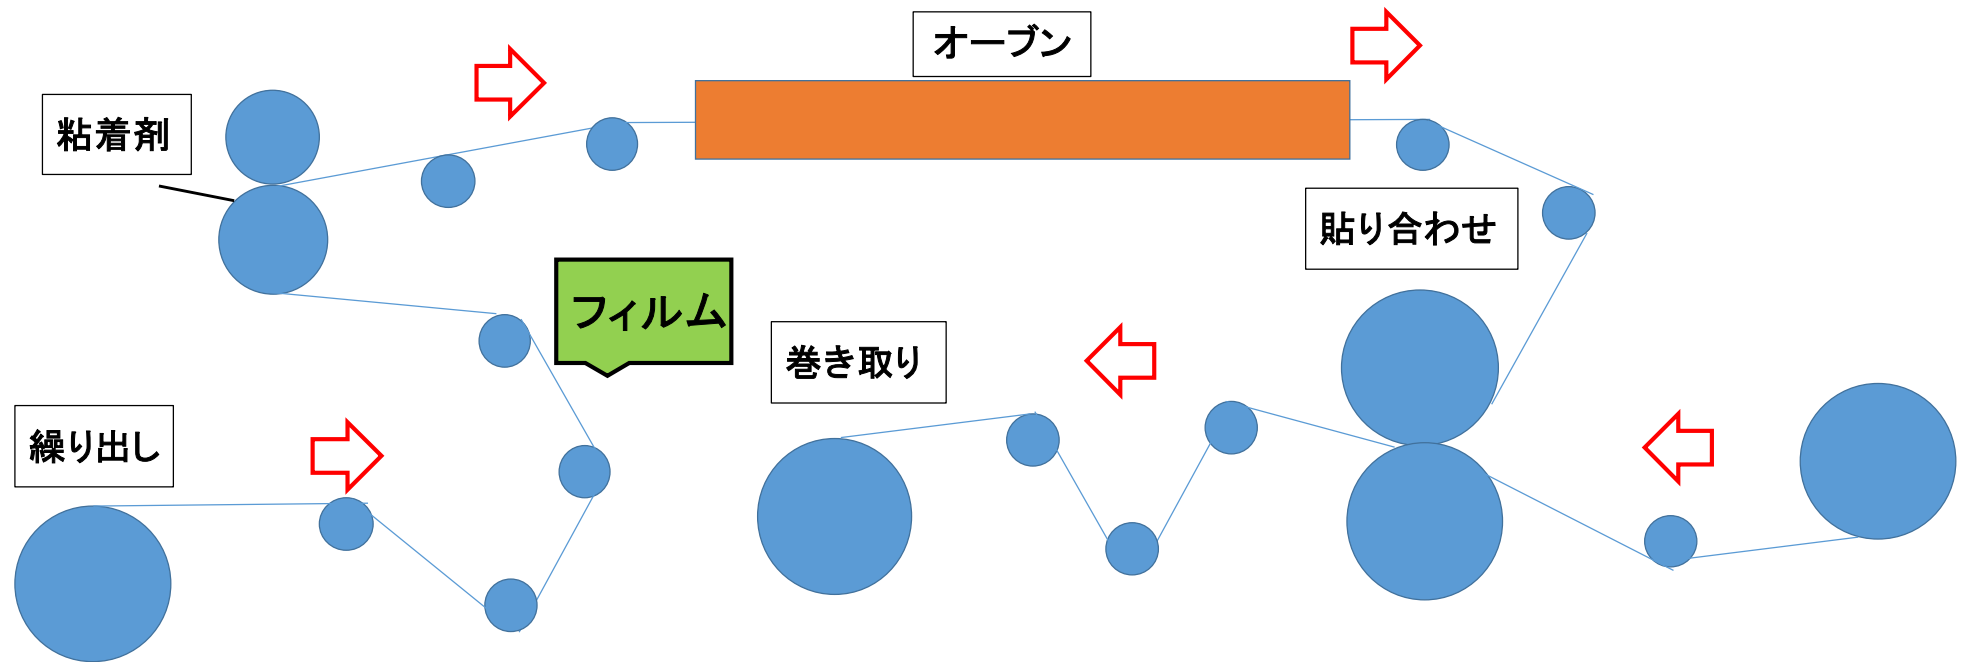 オーブン
粘着剤
貼り合わせ
フィルム
巻き取り
繰り出し